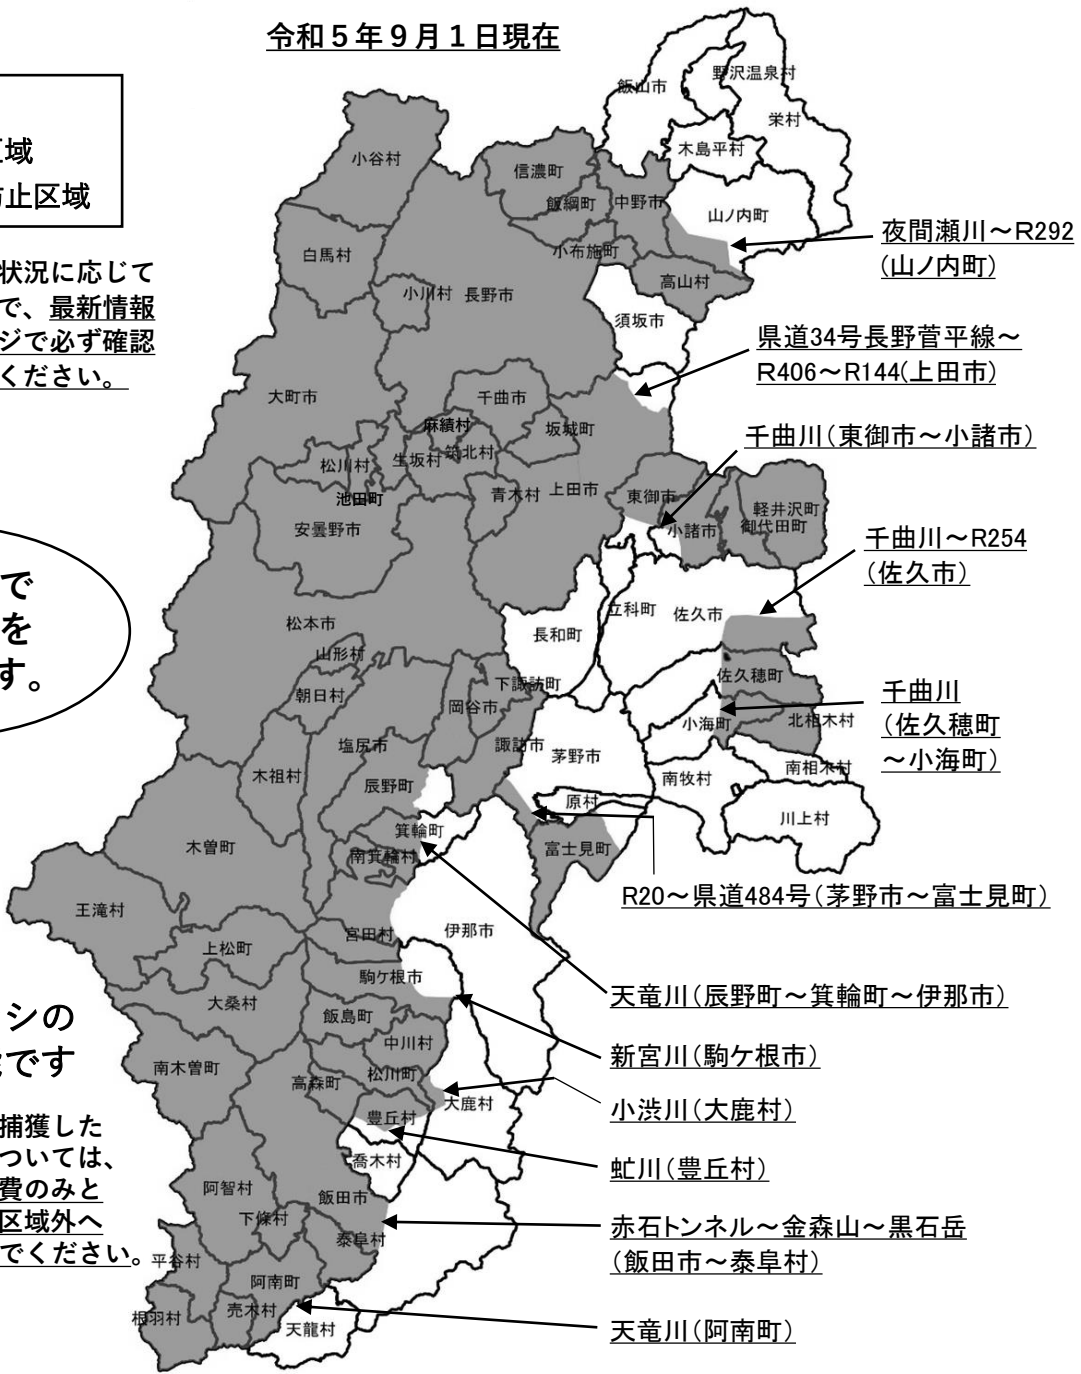 令和５年９月１日現在
区域
防止区域
状況に応じて
で、最新情報
ジで必ず確認
ください。
で
を
す。
シの
能です
捕獲した
ついては、
費のみと
区域外へ
でください。
飯山市
野沢温泉村
栄村
木島平村
山ノ内町
小谷村
信濃町
飯綱町
中野市
小布施町
高山村
白馬村
小川村
長野市
須坂市
大町市
千曲市
麻績村
坂城町
松川村
生坂村
筑北村
池田町
青木村
上田市
東御市
小諸市
軽井沢町
御代田町
安曇野市
松本市
山形村
朝日村
長和町
立科町
佐久市
佐久穂町
下諏訪町
岡谷市
諏訪市
茅野市
小海町
北相木村
南相木村
南牧村
川上村
原村
富士見町
塩尻市
辰野町
木祖村
箕輪町
南箕輪村
木曽町
王滝村
上松町
宮田村
伊那市
駒ケ根市
大桑村
飯島町
中川村
南木曽町
高森町
松川町
大鹿村
豊丘村
喬木村
阿智村
飯田市
下條村
泰阜村
平谷村
阿南町
根羽村
売木村
天龍村
夜間瀬川～R292
(山ノ内町)
県道34号長野菅平線～
R406～R144(上田市)
千曲川(東御市～小諸市)
千曲川～R254
(佐久市)
千曲川
(佐久穂町
～小海町)
R20～県道484号(茅野市～富士見町)
天竜川(辰野町～箕輪町～伊那市)
新宮川(駒ケ根市)
小渋川(大鹿村)
虻川(豊丘村)
赤石トンネル～金森山～黒石岳
(飯田市～泰阜村)
天竜川(阿南町)